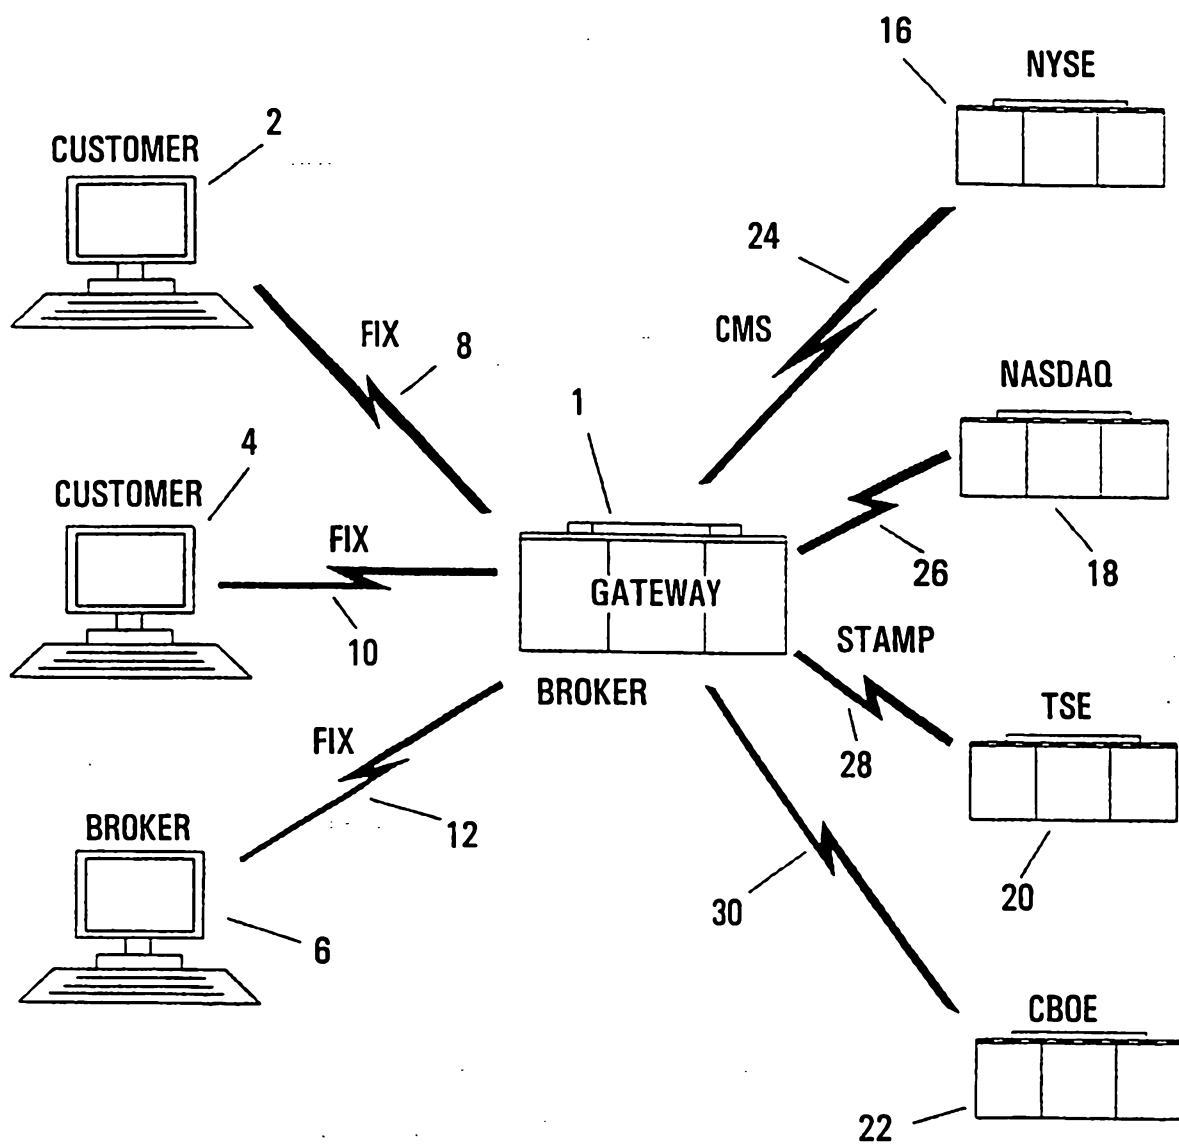 16
NYSE
2
CUSTOMER
24
FIX
CMS
8
NASDAQ
1
4
CUSTOMER
FIX
26
18
GATEWAY
10
STAMP
BROKER
TSE
FIX
28
12
BROKER
20
30
6
CBOE
22